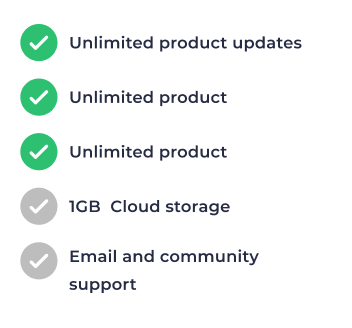 Unlimited product updates
Unlimited product
Unlimited product
1GB  Cloud storage
Email and community
support